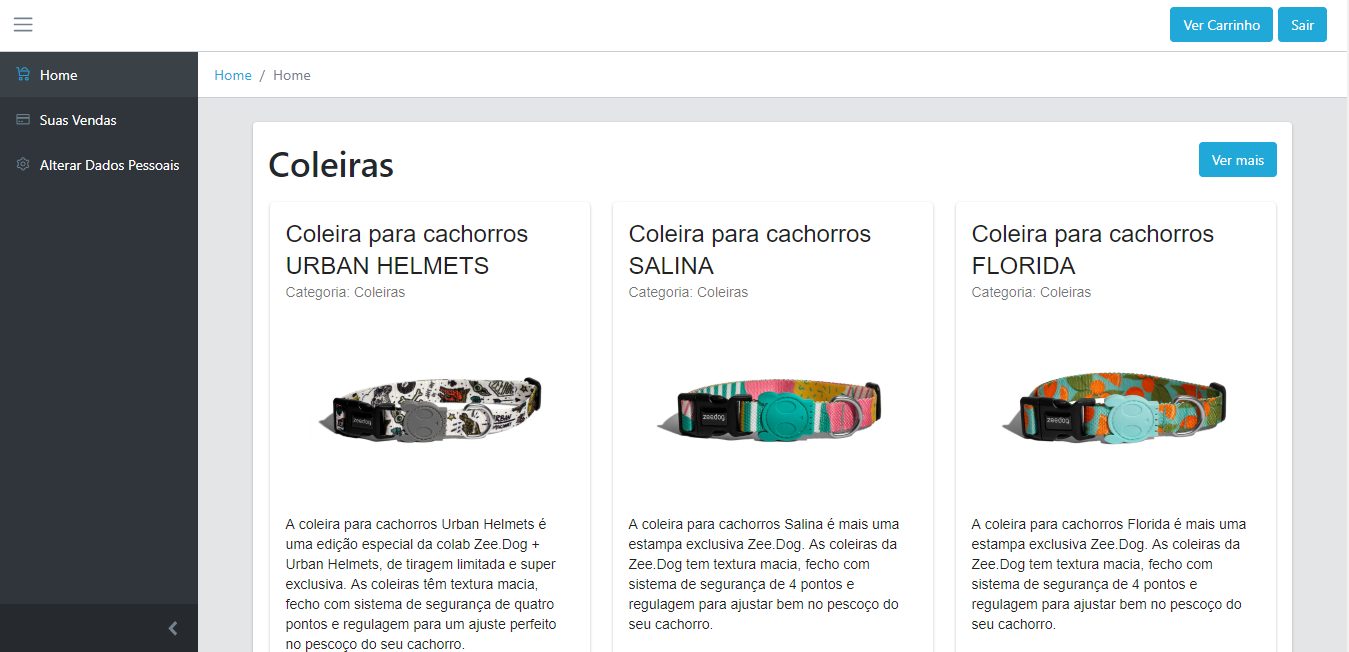 Ver Carrinho
Sair
Home
Suas Vendas
Alterar Dados Pessoais
Home / Home
Coleiras
Ver mais
Coleira para cachorros
URBAN HELMETS
Categoria: Coleiras
zeedog
A coleira para cachorros Urban Helmets é
uma edição especial da colab Zee.Dog +
Urban Helmets, de tiragem limitada e super
exclusiva. As coleiras têm textura macia,
fecho com sistema de segurança de quatro
pontos e regulagem para um ajuste perfeito
no pescoço do seu cachorro.
Coleira para cachorros
SALINA
Categoria: Coleiras
zeedog
A coleira para cachorros Salina é mais uma
estampa exclusiva Zee.Dog. As coleiras da
Zee.Dog tem textura macia, fecho com
sistema de segurança de 4 pontos e
regulagem para ajustar bem no pescoço do
seu cachorro.
Coleira para cachorros
FLORIDA
Categoria: Coleiras
zeedog
A coleira para cachorros Florida é mais uma
estampa exclusiva Zee.Dog. As coleiras da
Zee.Dog tem textura macia, fecho com
sistema de segurança de 4 pontos e
regulagem para ajustar bem no pescoço do
seu cachorro.